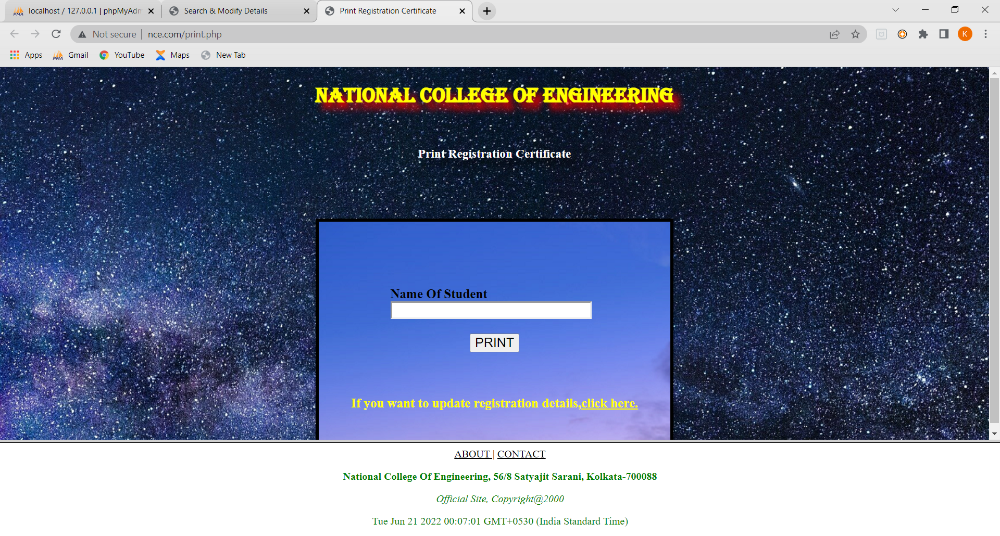 localhost / 127.0.0.1 | phpMyAdm
Search & Modify Details
Print Registration Certificate
Not secure | nce.com/print.php
K
Apps
PMA Gmail
YouTube
Maps
New Tab
NATIONAL COLLEGE OF ENGINEERING
Print Registration Certificate
Name Of Student
PRINT
If you want to update registration details,click here.
ABOUT | CONTACT
National College Of Engineering, 56/8 Satyajit Sarani, Kolkata-700088
Official Site, Copyright@2000
Tue Jun 21 2022 00:07:01 GMT+0530 (India Standard Time)